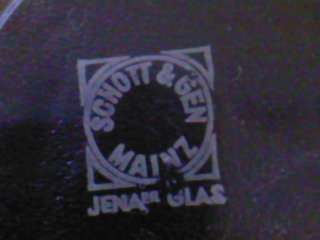 SCHOTT & GEN
MAINZ
JENAER GLAS